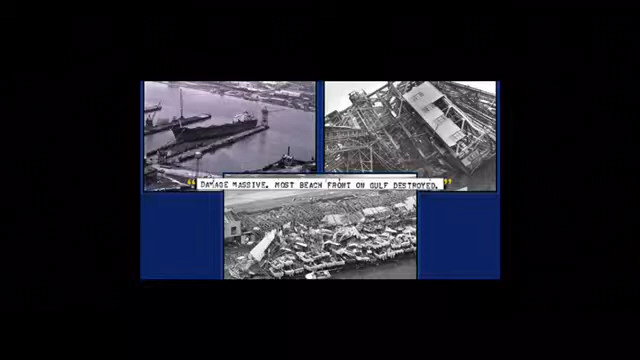 “ DAMAGE MASSIVE. MOST BEACH FRONT ON GULF DESTROYED. ”